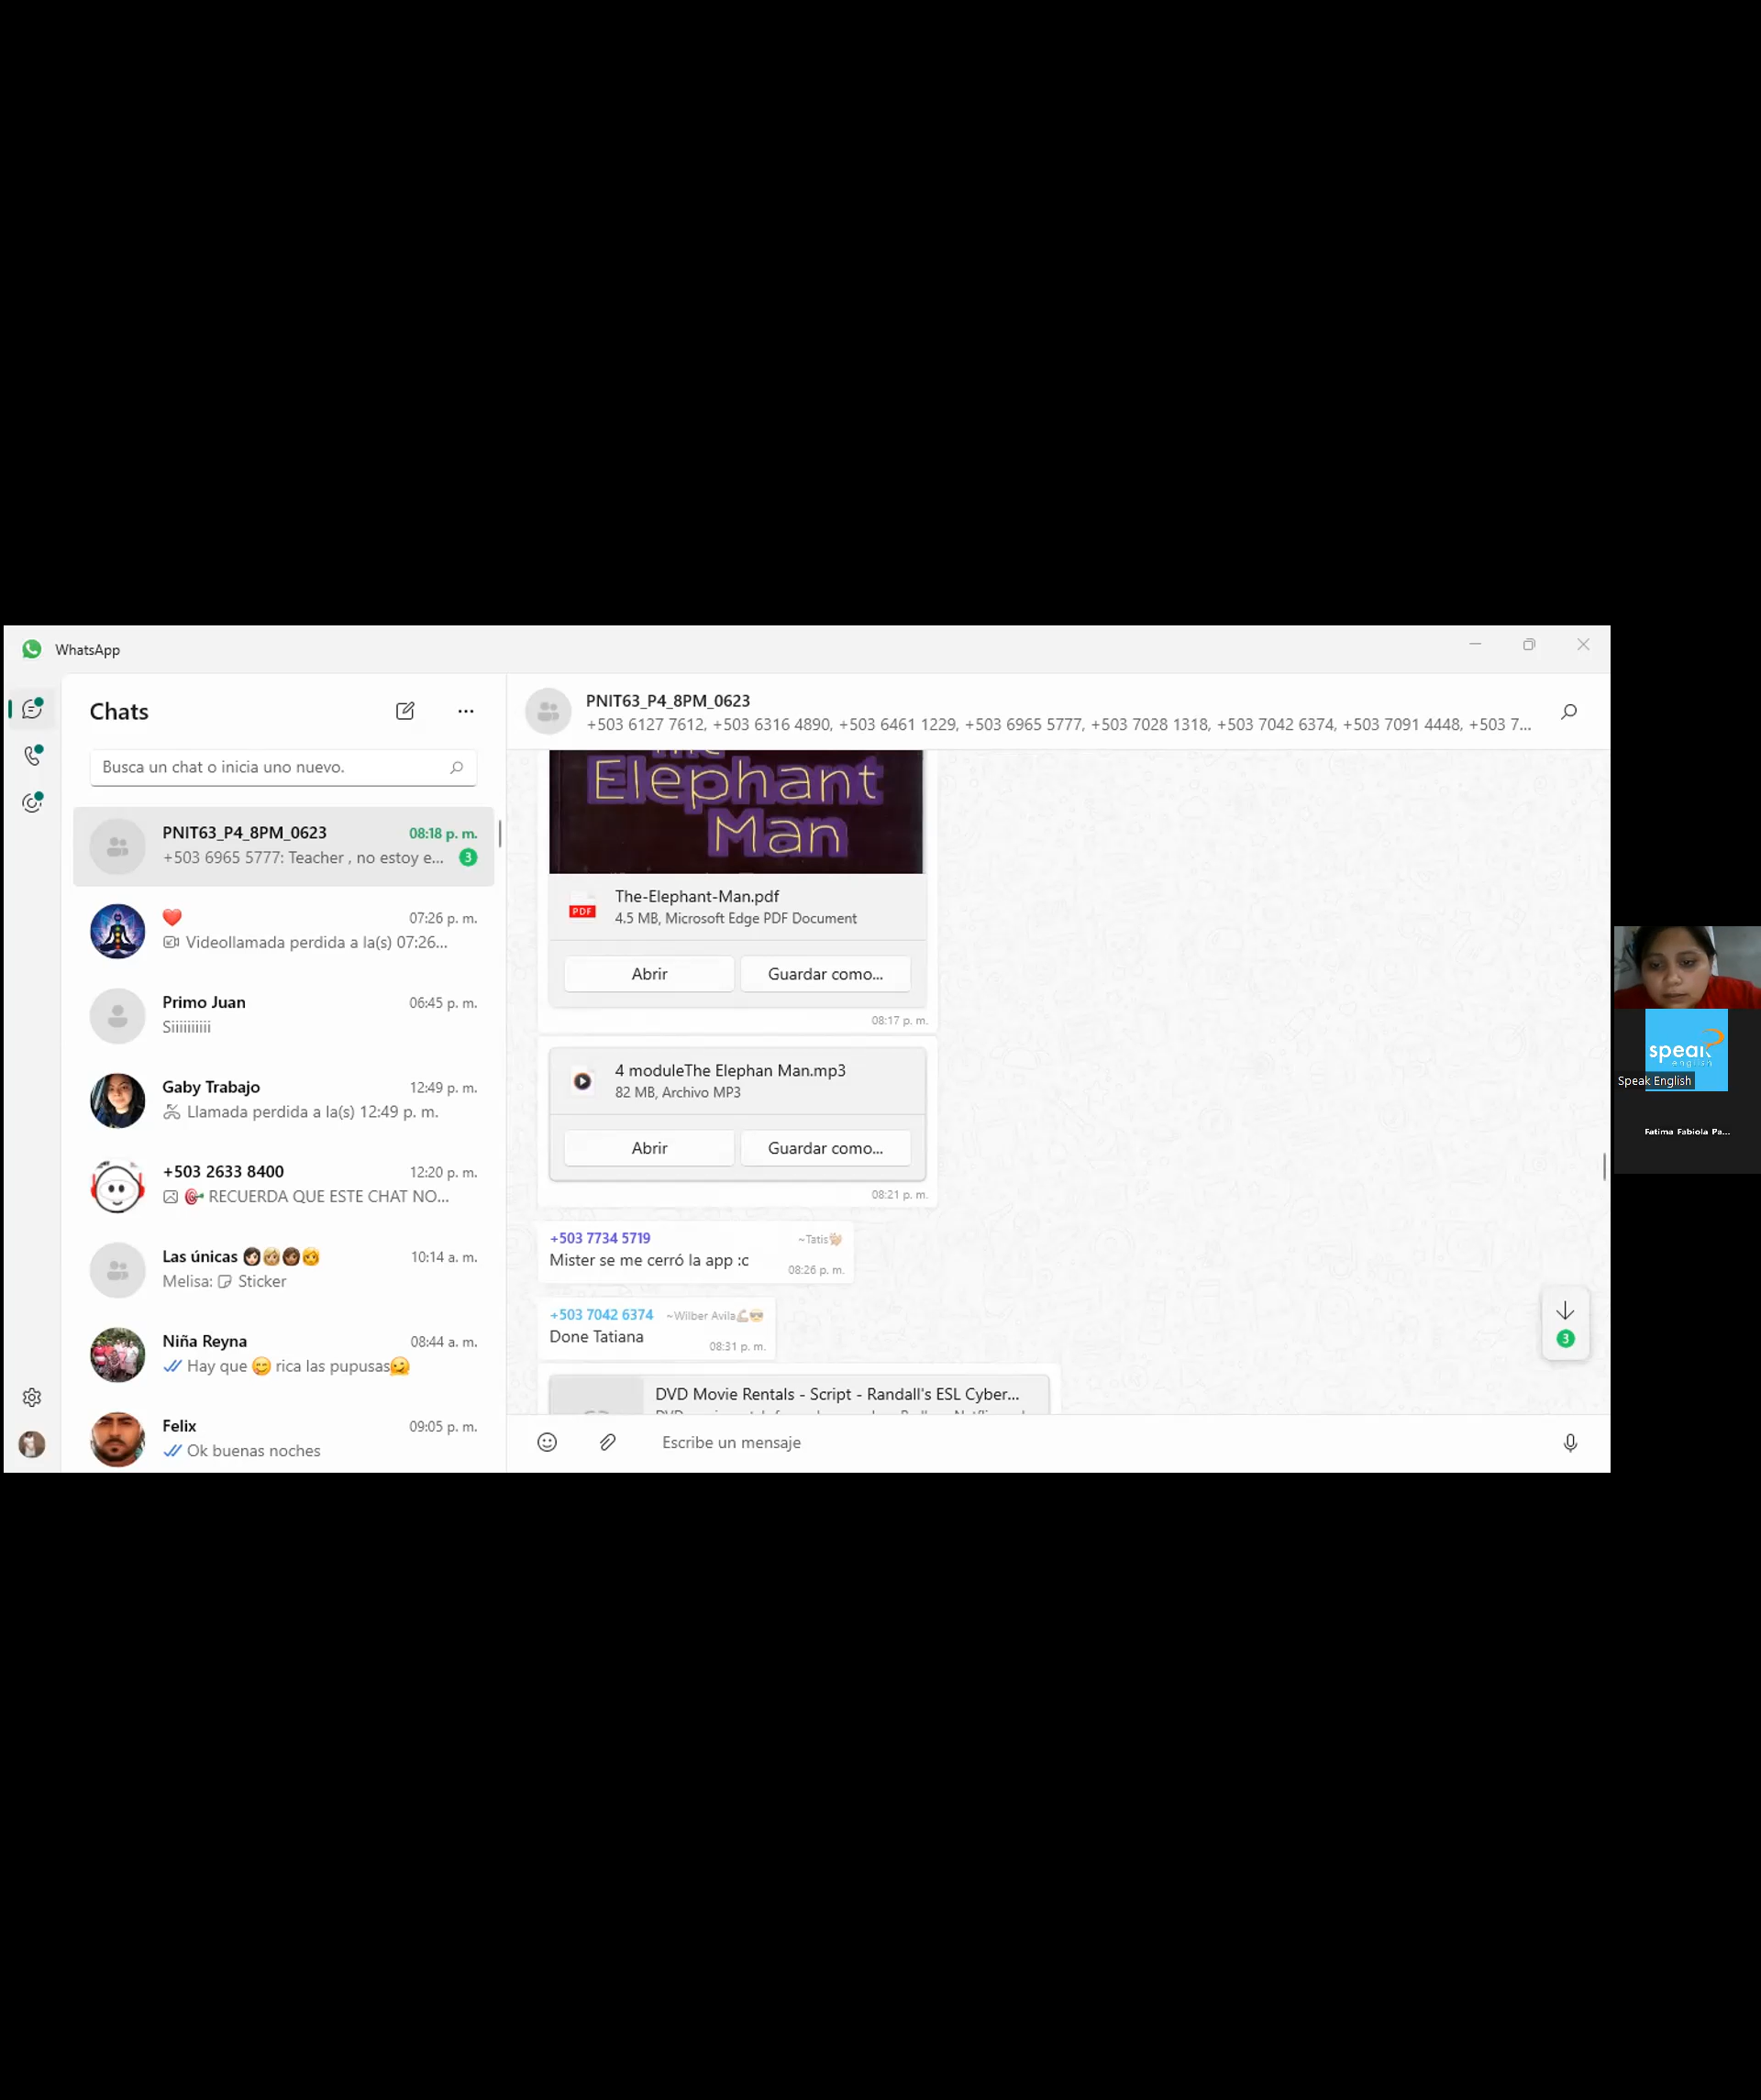 WhatsApp
Chats
Busca un chat o inicia uno nuevo.
PNIT63_P4_8PM_0623 08:18 p. m.
+503 6965 5777: Teacher , no estoy e... 3
❤️ 07:26 p. m.
Videollamada perdida a la(s) 07:26...
Primo Juan 06:45 p. m.
Siiiiiiiiii
Gaby Trabajo 12:49 p. m.
Llamada perdida a la(s) 12:49 p. m.
+503 2633 8400 12:20 p. m.
🎯 RECUERDA QUE ESTE CHAT NO...
Las únicas 👩🏻👩🏼👩🏾👩 10:14 a. m.
Melisa: Sticker
Niña Reyna 08:44 a. m.
Hay que 😋 rica las pupusas🤗
Felix 09:05 p. m.
Ok buenas noches
PNIT63_P4_8PM_0623
+503 6127 7612, +503 6316 4890, +503 6461 1229, +503 6965 5777, +503 7028 1318, +503 7042 6374, +503 7091 4448, +503 7...
Elephant
Man
The-Elephant-Man.pdf
PDF
4.5 MB, Microsoft Edge PDF Document
Abrir Guardar como...
08:17 p. m.
4 moduleThe Elephan Man.mp3
82 MB, Archivo MP3
Abrir Guardar como...
08:21 p. m.
+503 7734 5719 ~Tatis👏🏼
Mister se me cerró la app :c
08:26 p. m.
+503 7042 6374 ~Wilber Avila💪🏼😎
Done Tatiana
08:31 p. m.
3
DVD Movie Rentals - Script - Randall's ESL Cyber...
Escribe un mensaje
speak
English
Speak English
Fatima Fabiola Pa...